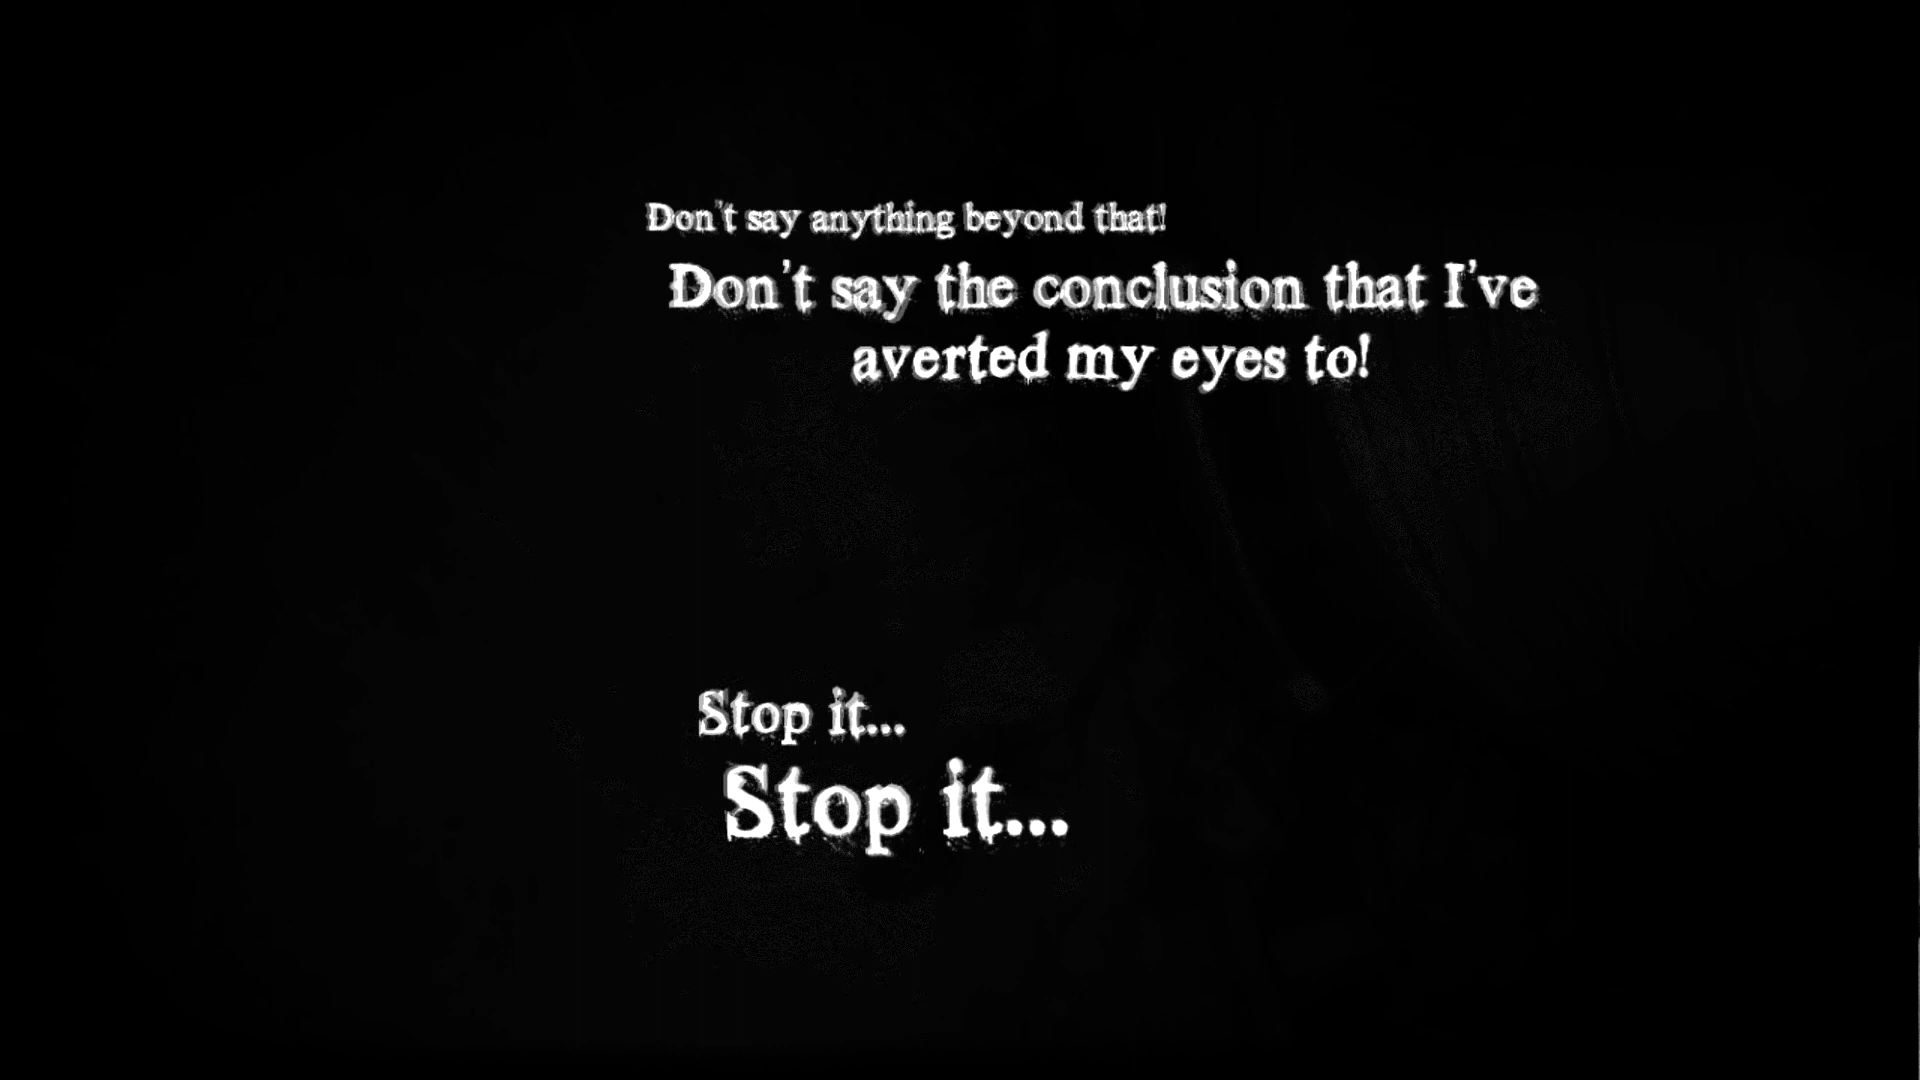 Don't say anything beyond that!
Don't say the conclusion that I've
averted my eyes to!
Stop it...
Stop it...